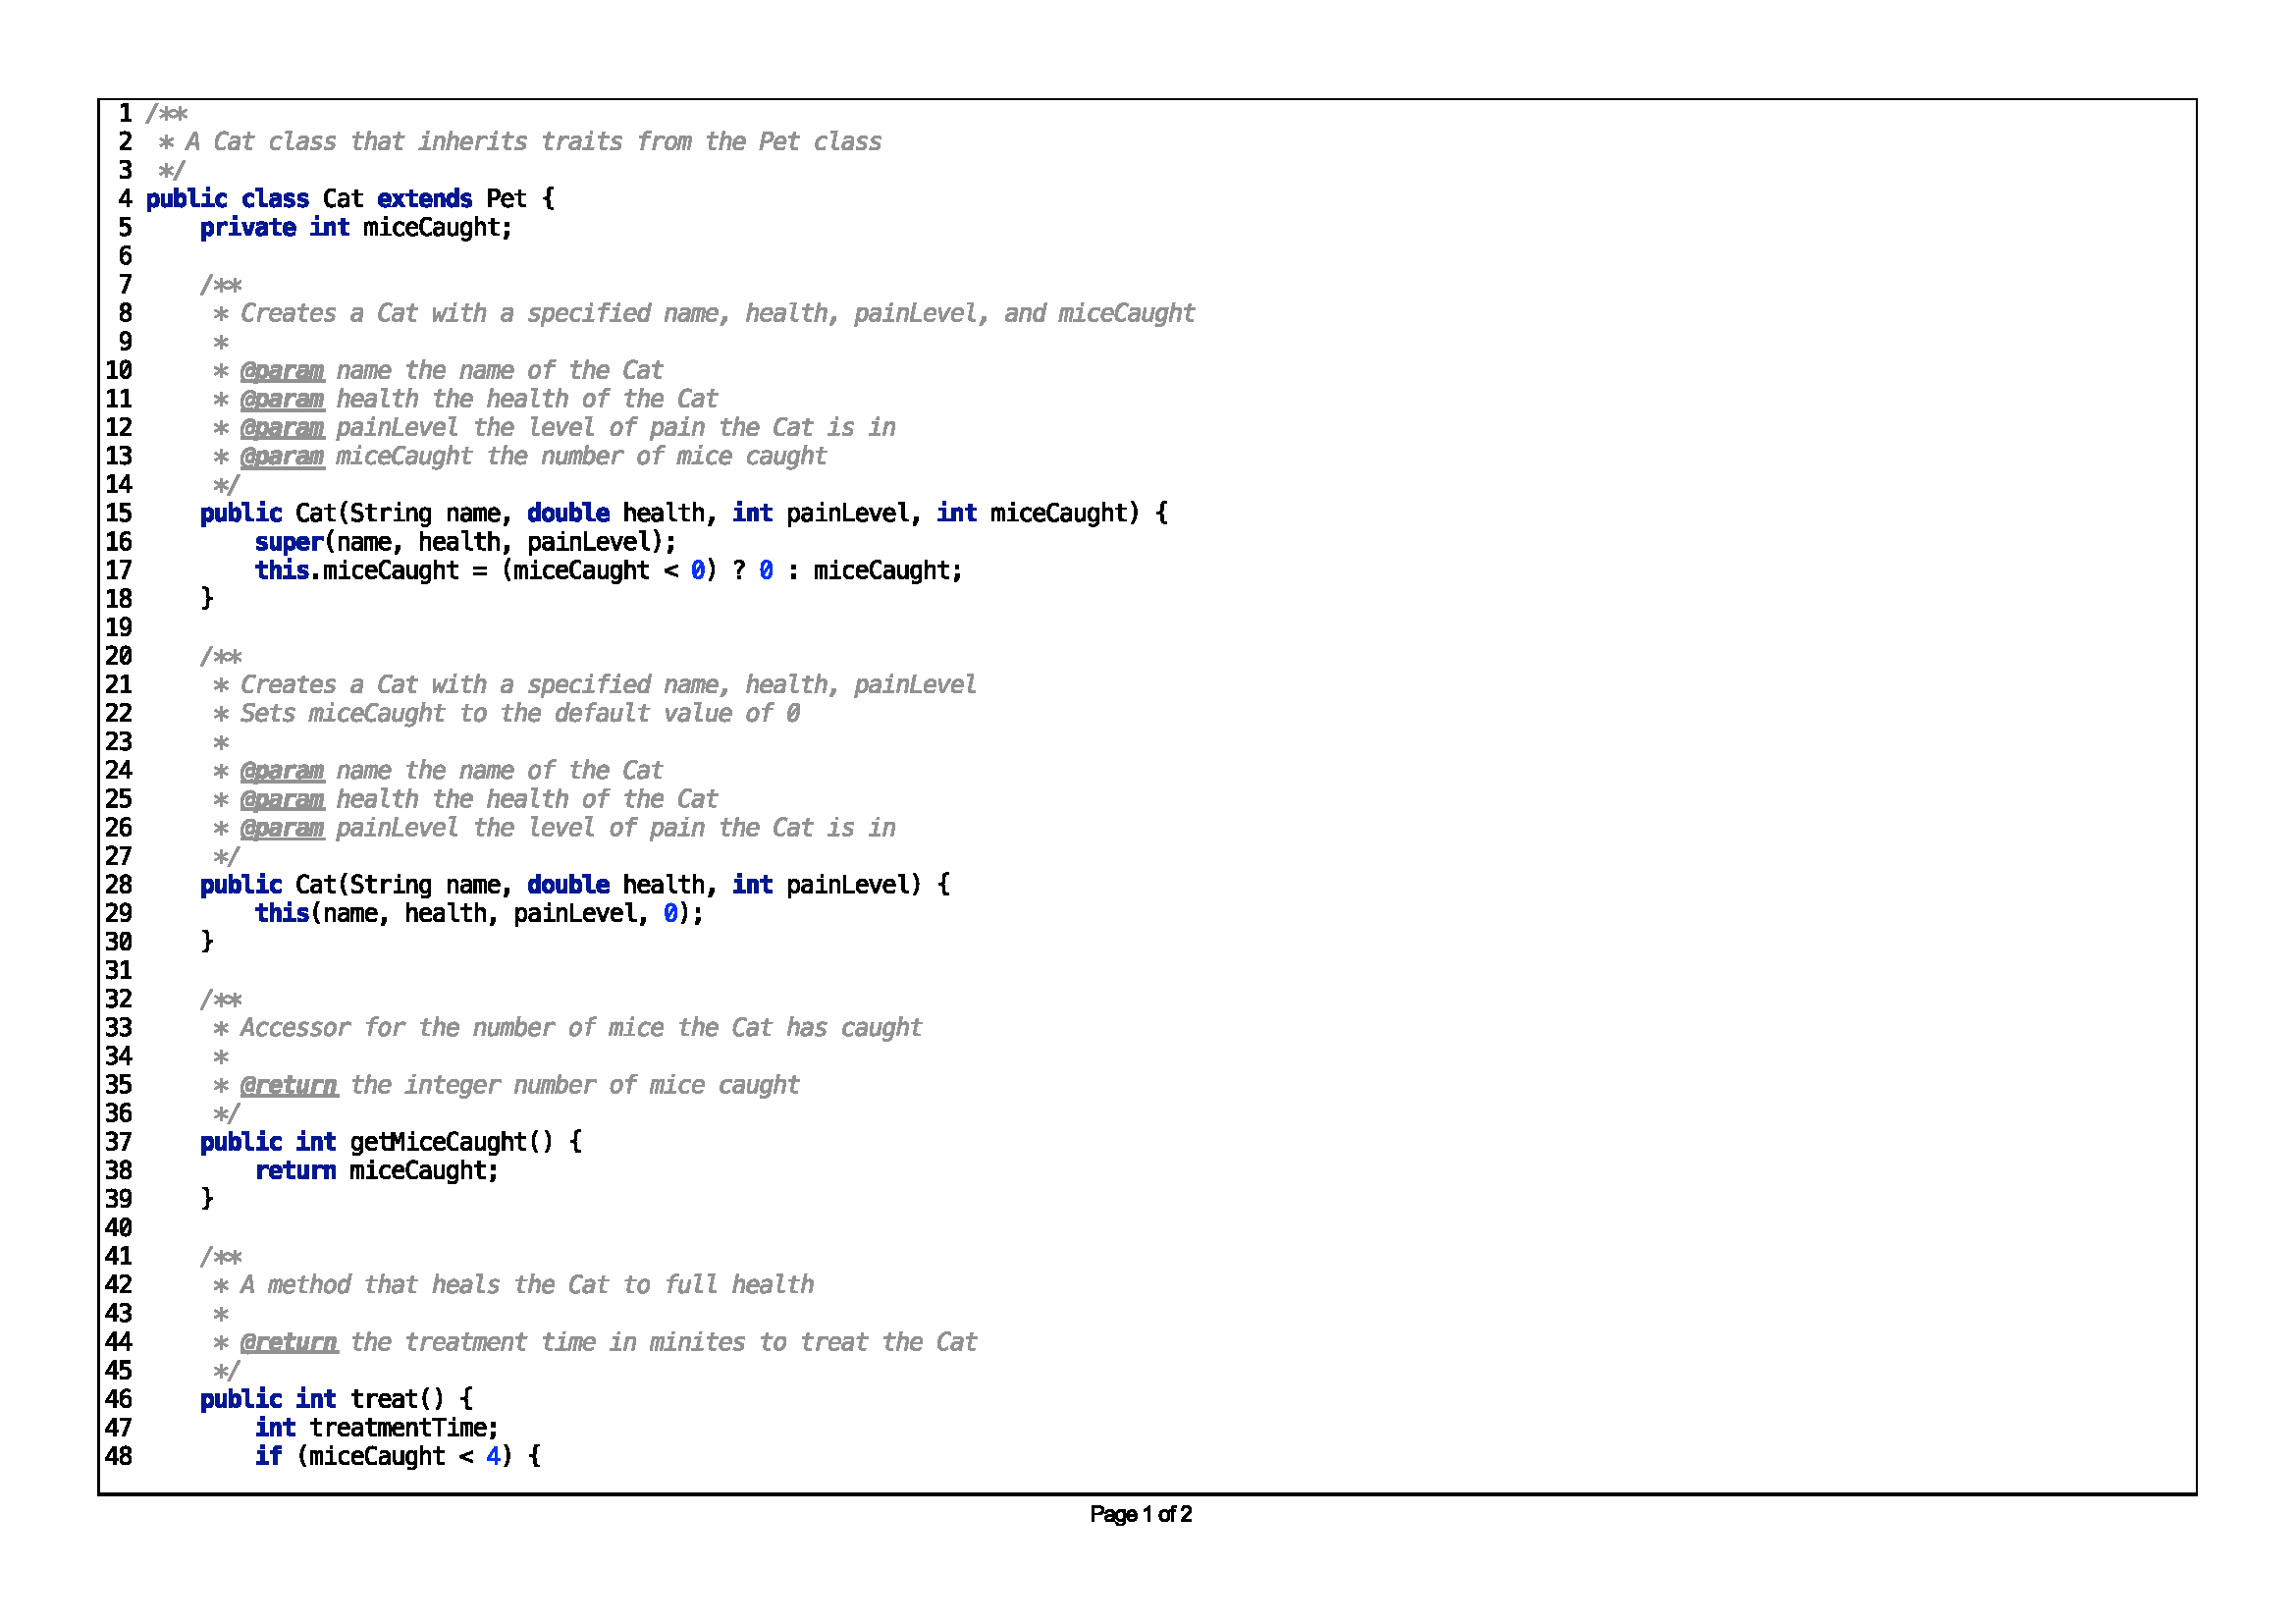 1 /**
2  * A Cat class that inherits traits from the Pet class
3  */
4 public class Cat extends Pet {
5     private int miceCaught;
6
7     /**
8      * Creates a Cat with a specified name, health, painLevel, and miceCaught
9      *
10      * @param name the name of the Cat
11      * @param health the health of the Cat
12      * @param painLevel the level of pain the Cat is in
13      * @param miceCaught the number of mice caught
14      */
15     public Cat(String name, double health, int painLevel, int miceCaught) {
16         super(name, health, painLevel);
17         this.miceCaught = (miceCaught < 0) ? 0 : miceCaught;
18     }
19
20     /**
21      * Creates a Cat with a specified name, health, painLevel
22      * Sets miceCaught to the default value of 0
23      *
24      * @param name the name of the Cat
25      * @param health the health of the Cat
26      * @param painLevel the level of pain the Cat is in
27      */
28     public Cat(String name, double health, int painLevel) {
29         this(name, health, painLevel, 0);
30     }
31
32     /**
33      * Accessor for the number of mice the Cat has caught
34      *
35      * @return the integer number of mice caught
36      */
37     public int getMiceCaught() {
38         return miceCaught;
39     }
40
41     /**
42      * A method that heals the Cat to full health
43      *
44      * @return the treatment time in minites to treat the Cat
45      */
46     public int treat() {
47         int treatmentTime;
48         if (miceCaught < 4) {
Page 1 of 2